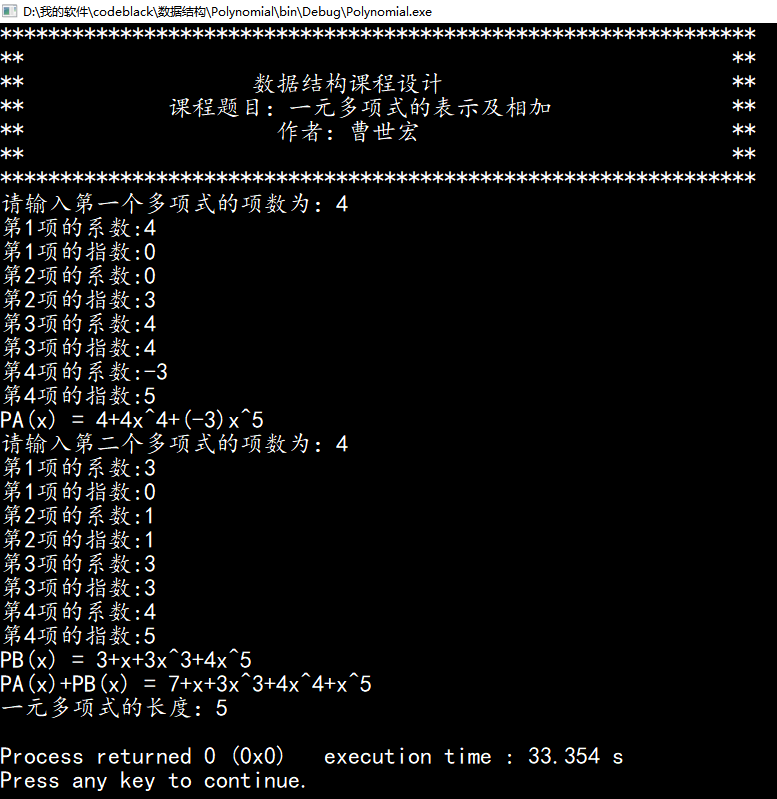 D:\我的软件\codeblack\数据结构\Polynomial\bin\Debug\Polynomial.exe
***************************************************************
** **
** 数据结构课程设计 **
** 课程题目：一元多项式的表示及相加 **
** 作者：曹世宏 **
** **
***************************************************************
请输入第一个多项式的项数为：4
第1项的系数:4
第1项的指数:0
第2项的系数:0
第2项的指数:3
第3项的系数:4
第3项的指数:4
第4项的系数:-3
第4项的指数:5
PA(x) = 4+4x^4+(-3)x^5
请输入第二个多项式的项数为：4
第1项的系数:3
第1项的指数:0
第2项的系数:1
第2项的指数:1
第3项的系数:3
第3项的指数:3
第4项的系数:4
第4项的指数:5
PB(x) = 3+x+3x^3+4x^5
PA(x)+PB(x) = 7+x+3x^3+4x^4+x^5
一元多项式的长度：5
Process returned 0 (0x0)   execution time : 33.354 s
Press any key to continue.